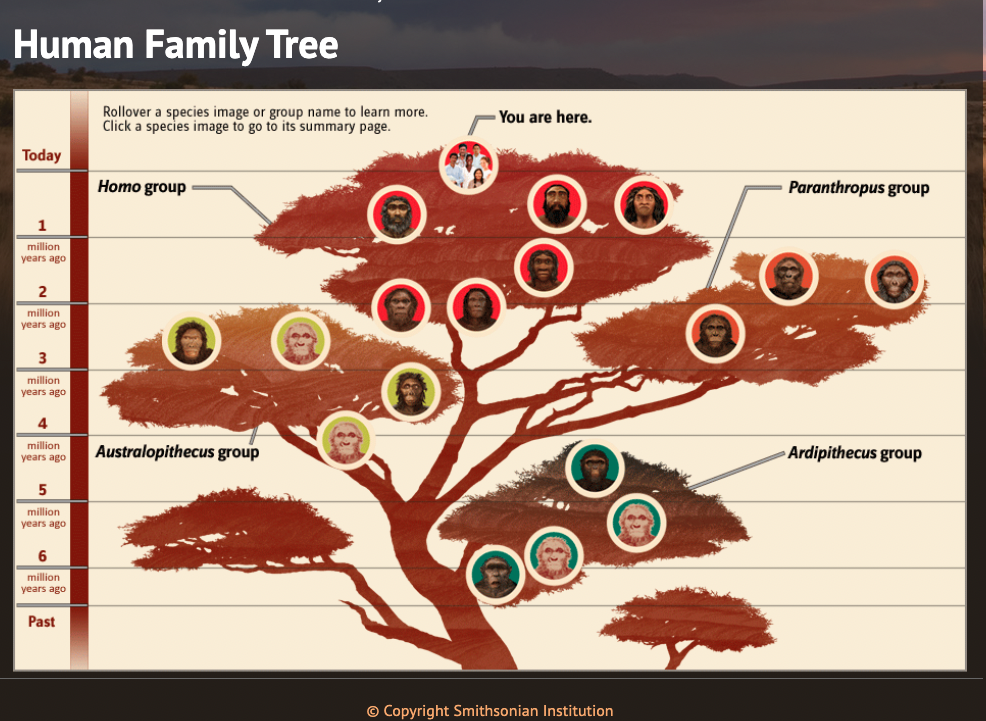 Human Family Tree
Rollover a species image or group name to learn more.
Click a species image to go to its summary page.
You are here.
Today
Homo group
Paranthropus group
1
million
years ago
2
million
years ago
3
million
years ago
4
million
years ago
Australopithecus group
Ardipithecus group
5
million
years ago
6
million
years ago
Past
© Copyright Smithsonian Institution